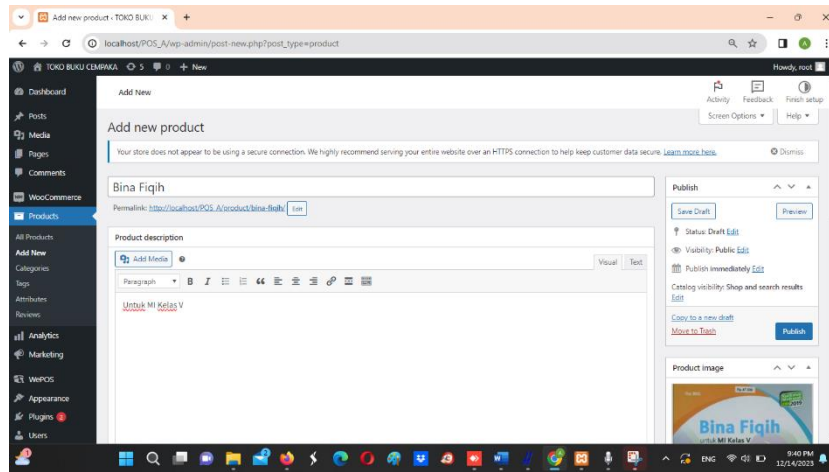 Add new product ‹ TOKO BUKU
localhost/POS_A/wp-admin/post-new.php?post_type=product
TOKO BUKU CEMPAKA 5 0 + New
Howdy, root
Dashboard
Posts
Media
Pages
Comments
WooCommerce
Products
All Products
Add New
Categories
Tags
Attributes
Reviews
Analytics
Marketing
WePOS
Appearance
Plugins 2
Users
Add New
Activity
Feedback
Finish setup
Screen Options
Help
Add new product
Your store does not appear to be using a secure connection. We highly recommend serving your entire website over an HTTPS connection to help keep customer data secure. Learn more here.
Dismiss
Bina Fiqih
Permalink: http://localhost/POS_A/product/bina-fiqih/ Edit
Product description
Add Media
Visual Text
Paragraph
Untuk MI Kelas V
Publish
Save Draft
Preview
Status: Draft Edit
Visibility: Public Edit
Publish immediately Edit
Catalog visibility: Shop and search results
Edit
Copy to a new draft
Move to Trash
Publish
Product image
Bina Fiqih
untuk MI Kelas V
ENG
9:40 PM
12/14/2023